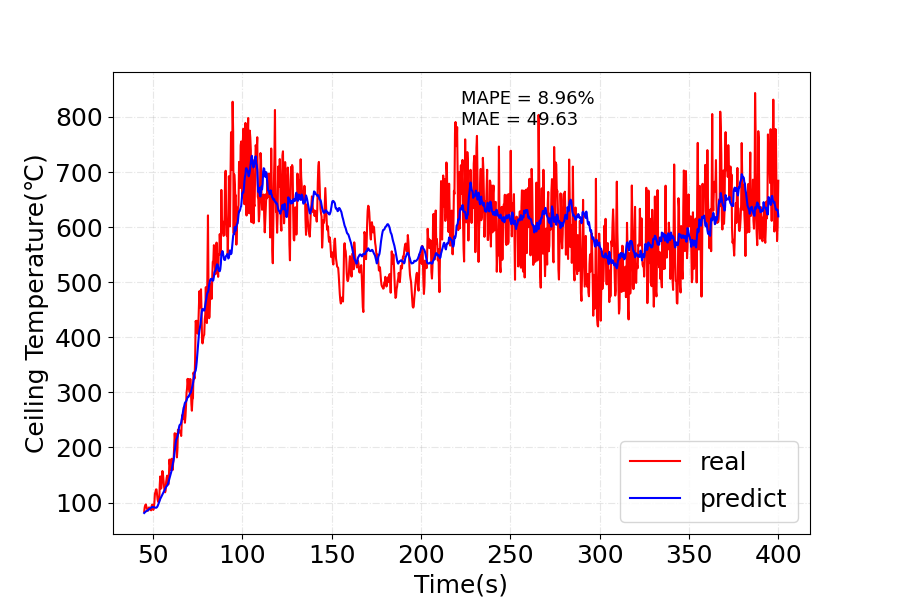 MAPE = 8.96%
MAE = 49.63
800
700
600
500
400
300
200
100
Ceiling Temperature(℃)
real
predict
50 100 150 200 250 300 350 400
Time(s)